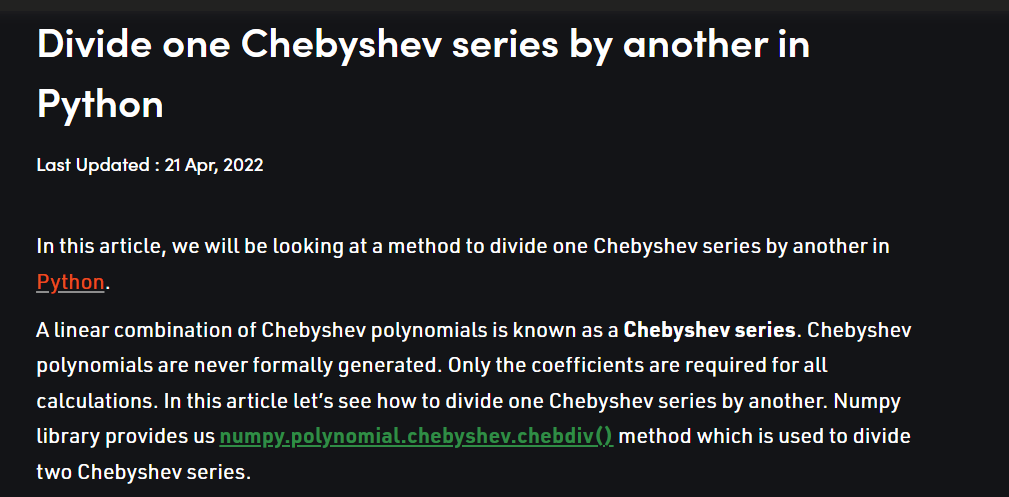 Divide one Chebyshev series by another in
Python
Last Updated : 21 Apr, 2022
In this article, we will be looking at a method to divide one Chebyshev series by another in
Python.
A linear combination of Chebyshev polynomials is known as a Chebyshev series. Chebyshev
polynomials are never formally generated. Only the coefficients are required for all
calculations. In this article let’s see how to divide one Chebyshev series by another. Numpy
library provides us numpy.polynomial.chebyshev.chebdiv() method which is used to divide
two Chebyshev series.